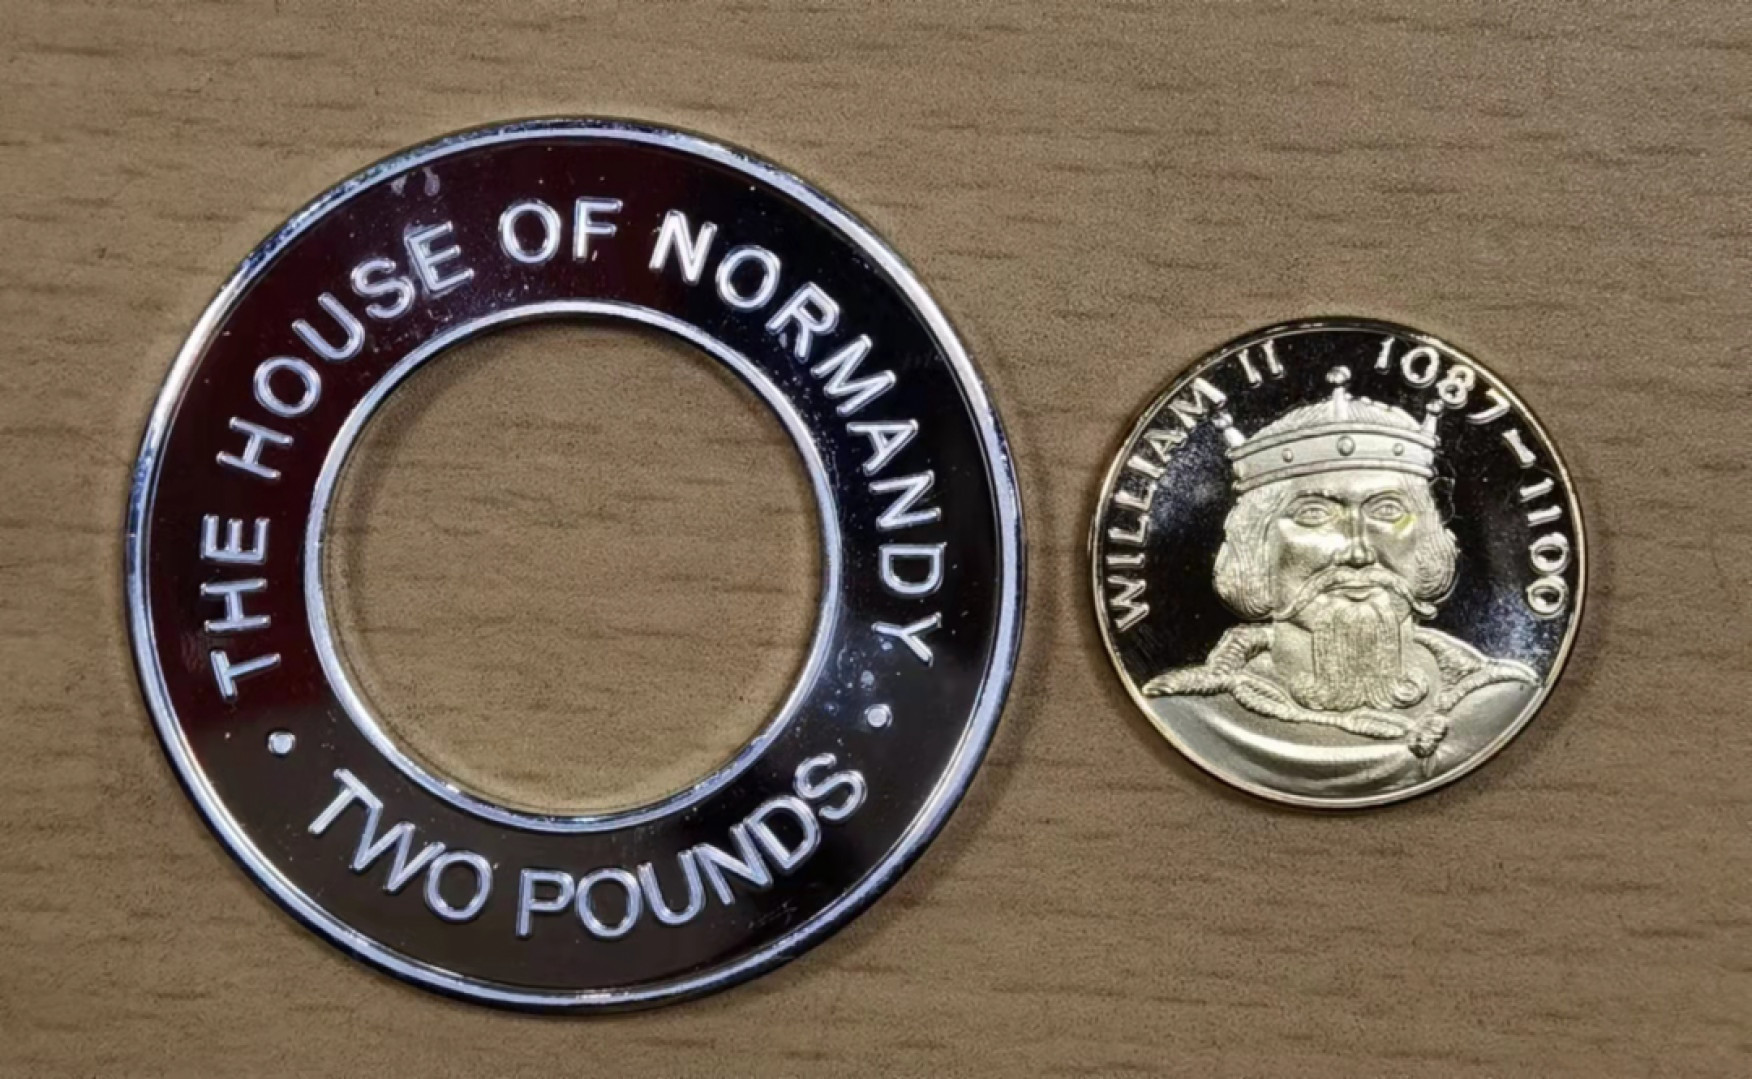 THE HOUSE OF NORMANDY
• TWO POUNDS •
WILLIAM II 1087-1100